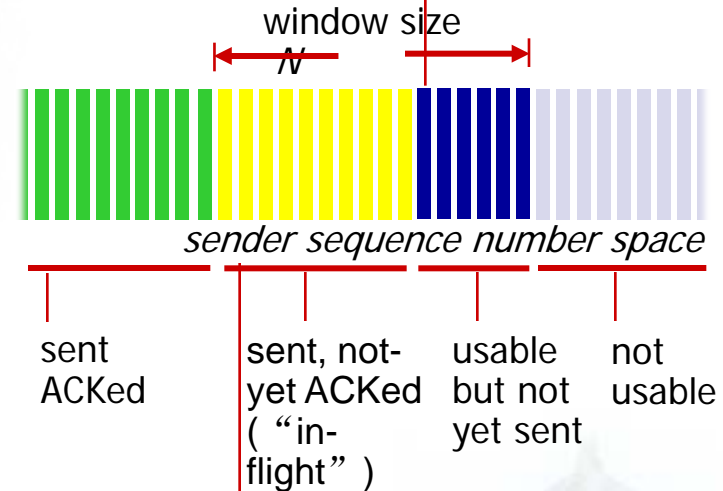 window size
N
sender sequence number space
sent
ACKed
sent, not-
yet ACKed
( “in-
flight” )
usable
but not
yet sent
not
usable